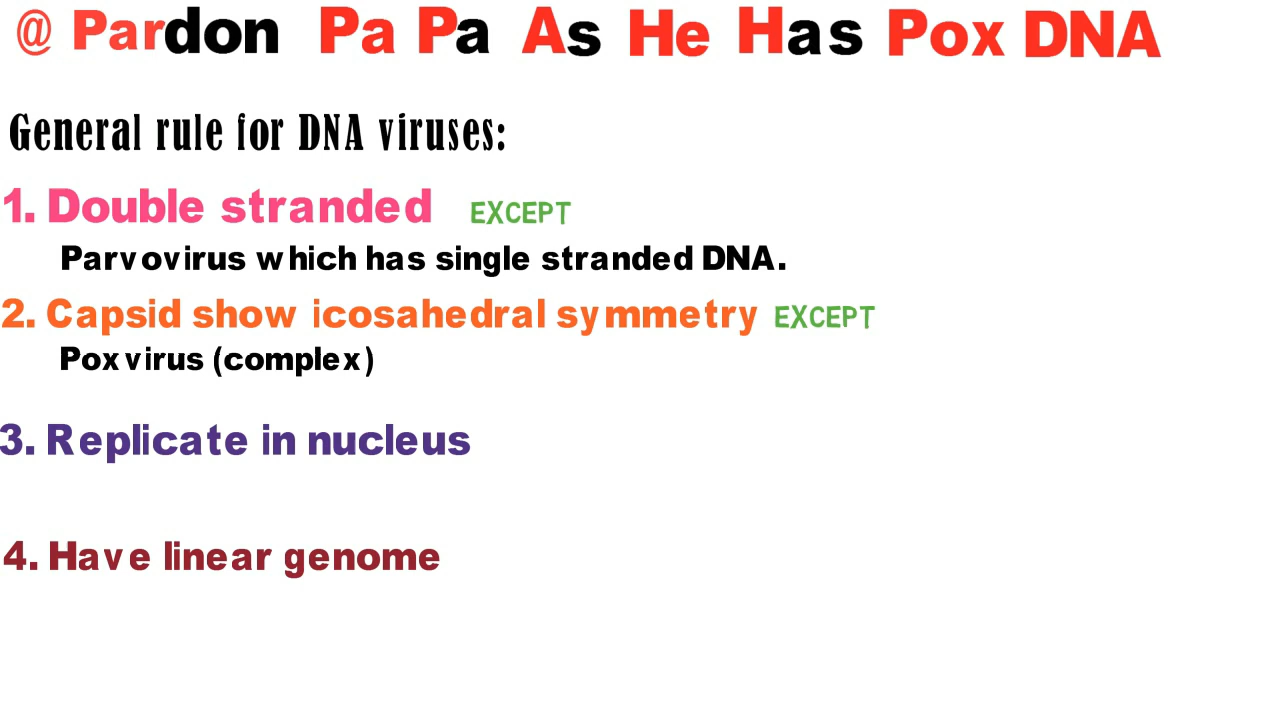 @ Pardon Pa Pa As He Has Pox DNA
General rule for DNA viruses:
1. Double stranded EXCEPT
Parvovirus which has single stranded DNA.
2. Capsid show icosahedral symmetry EXCEPT
Pox virus (complex)
3. Replicate in nucleus
4. Have linear genome